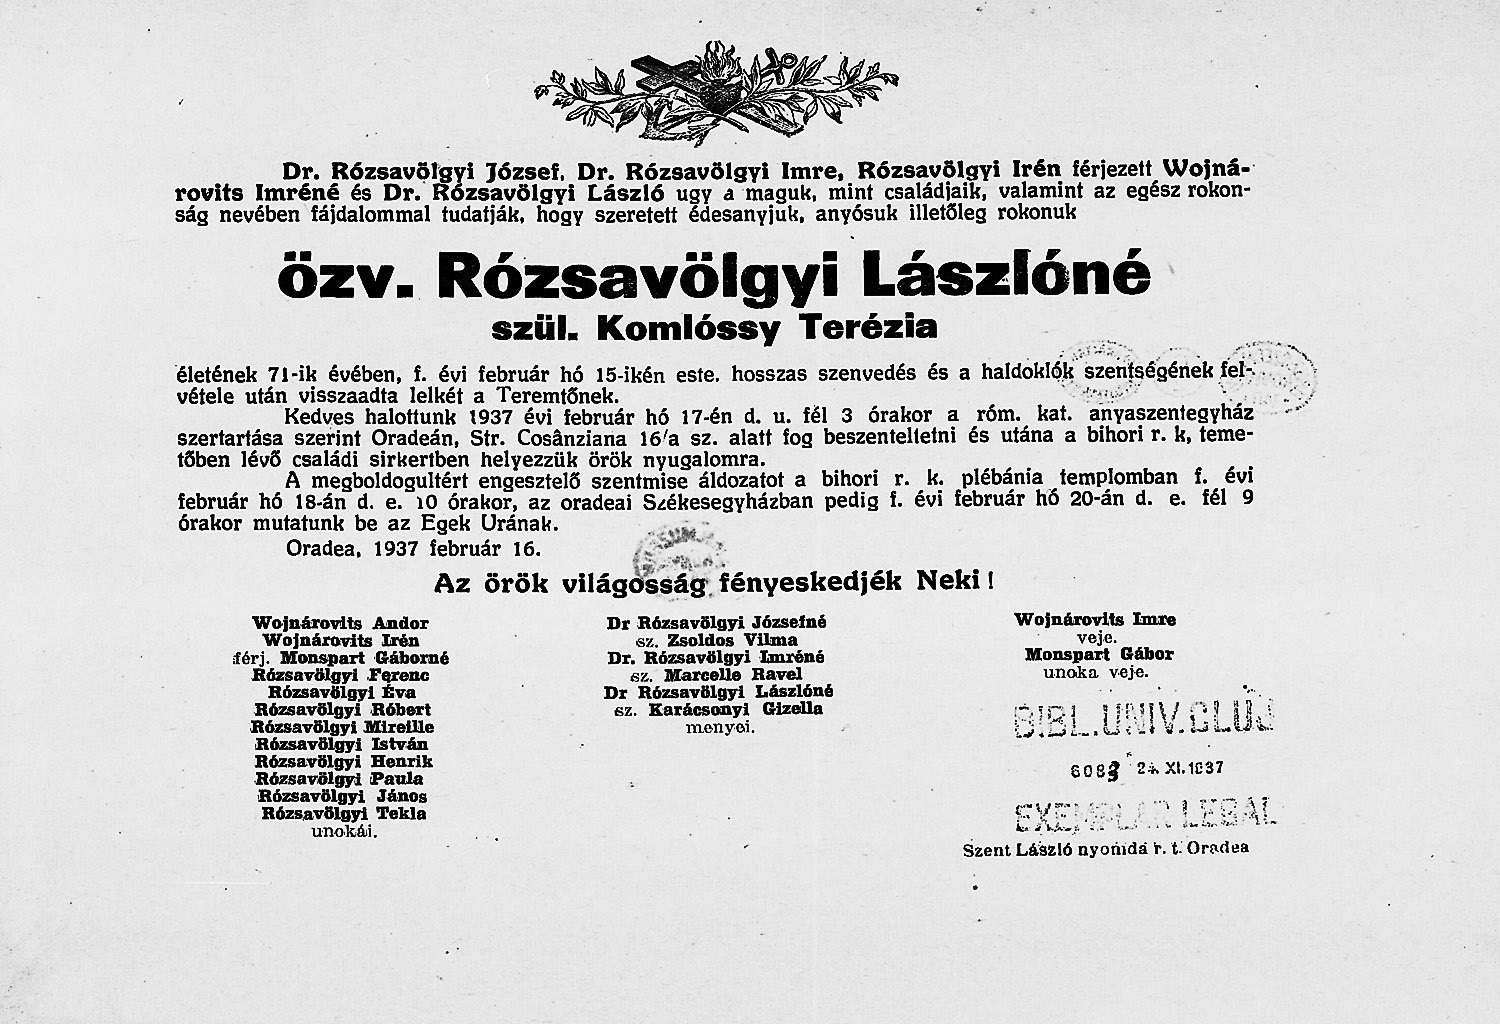 Dr. Rózsavölgyi József, Dr. Rózsavölgyi Imre, Rózsavölgyi Irén férjezett Wojná-
rovits Imréné és Dr. Rózsavölgyi László ugy a maguk, mint családjaik, valamint az egész rokon-
ság nevében fájdalommal tudatják, hogy szeretett édesanyjuk, anyósuk illetőleg rokonuk
özv. Rózsavölgyi Lászlóné
szül. Komlóssy Terézia
életének 71-ik évében, f. évi február hó 15-ikén este, hosszas szenvedés és a haldoklók szentségének fel-
vétele után visszaadta lelkét a Teremtőnek.
Kedves halottunk 1937 évi február hó 17-én d. u. fél 3 órakor a róm. kat. anyaszentegyház
szertartása szerint Oradeán, Str. Cosânziana 16/a sz. alatt fog beszenteltetni és utána a bihori r. k, teme-
tőben lévő családi sirkertben helyezzük örök nyugalomra.
A megboldogultért engesztelő szentmise áldozatot a bihori r. k. plébánia templomban f. évi
február hó 18-án d. e. 10 órakor, az oradeai Székesegyházban pedig f. évi február hó 20-án d. e. fél 9
órakor mutatunk be az Egek Urának.
Oradea, 1937 február 16.
Az örök világosság fényeskedjék Neki!
Wojnárovits Andor
Wojnárovits Irén
férj. Monspart Gáborné
Rózsavölgyi Ferenc
Rózsavölgyi Éva
Rózsavölgyi Róbert
Rózsavölgyi Mireille
Rózsavölgyi István
Rózsavölgyi Henrik
Rózsavölgyi Paula
Rózsavölgyi János
Rózsavölgyi Tekla
unokái.
Dr Rózsavölgyi Józsefné
sz. Zsoldos Vilma
Dr. Rózsavölgyi Imréné
sz. Marcelle Ravel
Dr Rózsavölgyi Lászlóné
sz. Karácsonyi Gizella
menyei.
Wojnárovits Imre
veje.
Monspart Gábor
unoka veje.
BIBL. UNIV. CLUJ
6083 24. XI. 1937
EXEMPLAR LEGAL
Szent László nyomda r. t. Oradea